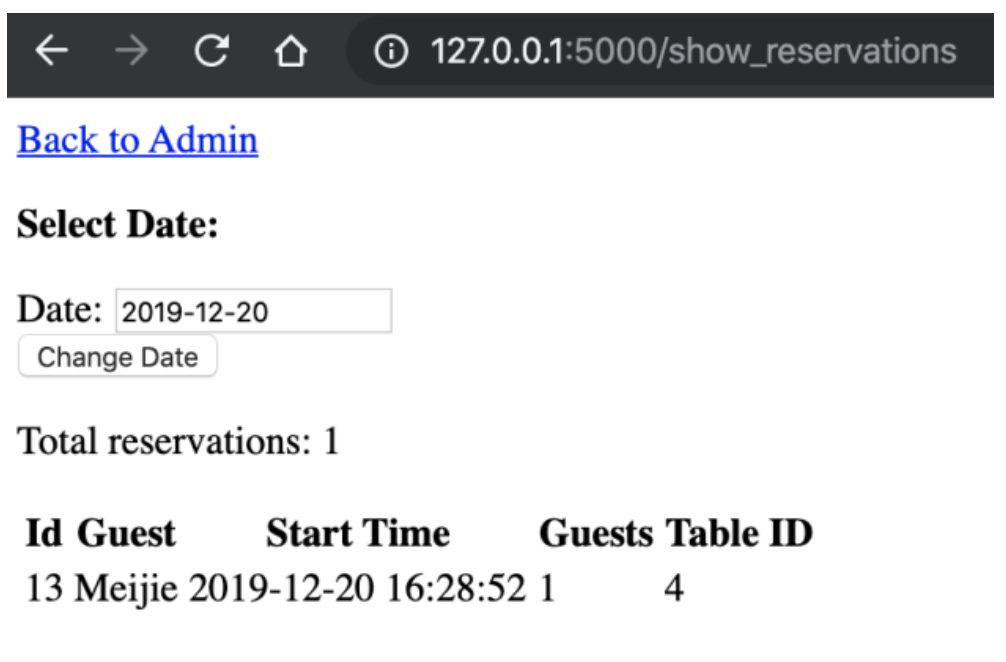 127.0.0.1:5000/show_reservations
Back to Admin
Select Date:
Date: 2019-12-20
Change Date
Total reservations: 1
Id Guest Start Time Guests Table ID
13 Meijie 2019-12-20 16:28:52 1 4